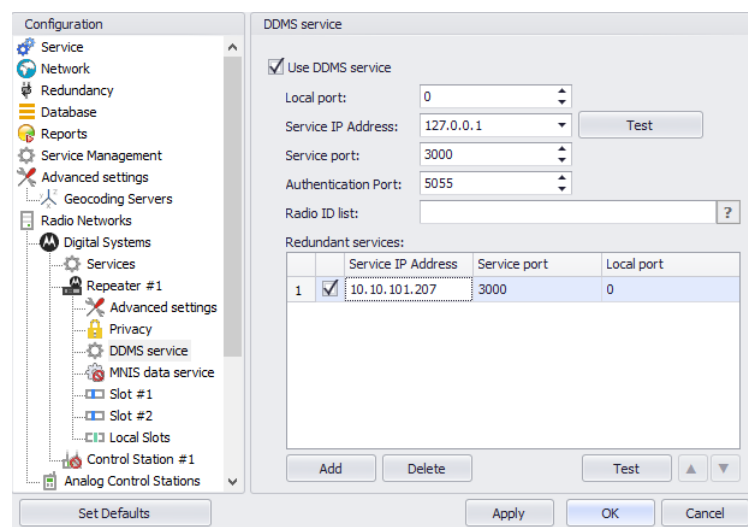 Configuration
Service
Network
Redundancy
Database
Reports
Service Management
Advanced settings
Geocoding Servers
Radio Networks
Digital Systems
Services
Repeater #1
Advanced settings
Privacy
DDMS service
MNIS data service
Slot #1
Slot #2
Local Slots
Control Station #1
Analog Control Stations
Set Defaults
DDMS service
Use DDMS service
Local port: 0
Service IP Address: 127.0.0.1 Test
Service port: 3000
Authentication Port: 5055
Radio ID list: ?
Redundant services:
Service IP Address Service port Local port
1 10.10.101.207 3000 0
Add Delete Test
Apply OK Cancel